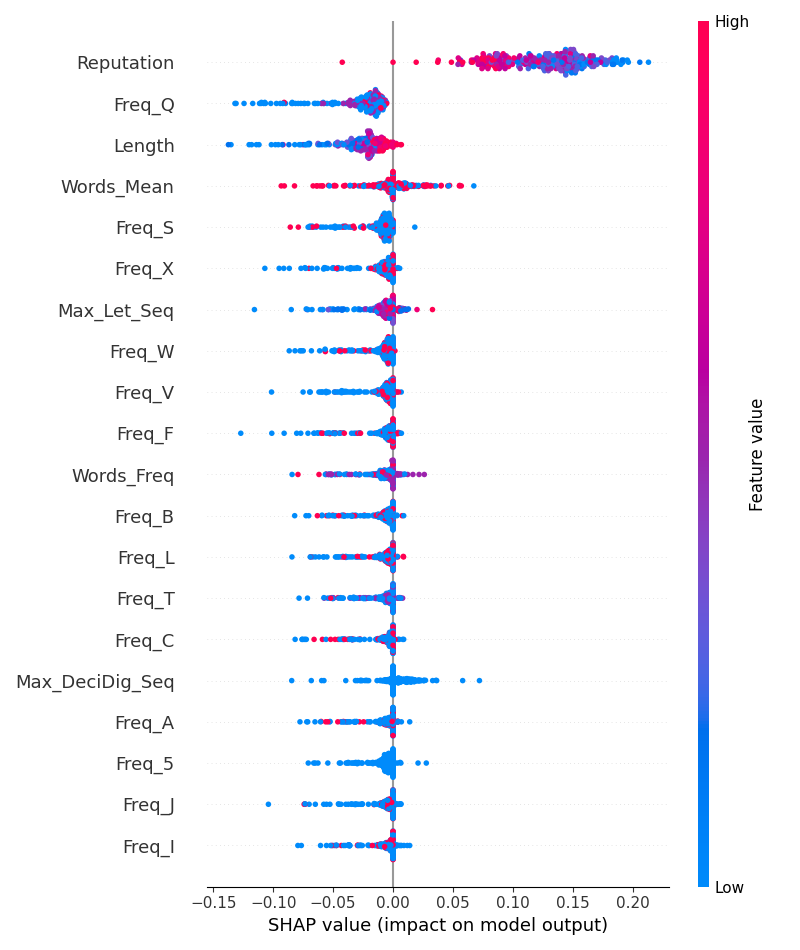 High
Reputation
Freq_Q
Length
Words_Mean
Freq_S
Freq_X
Max_Let_Seq
Freq_W
Freq_V
Freq_F
Words_Freq
Freq_B
Freq_L
Freq_T
Freq_C
Max_DeciDig_Seq
Freq_A
Freq_5
Freq_J
Freq_I
Feature value
Low
−0.15 −0.10 −0.05 0.00 0.05 0.10 0.15 0.20
SHAP value (impact on model output)